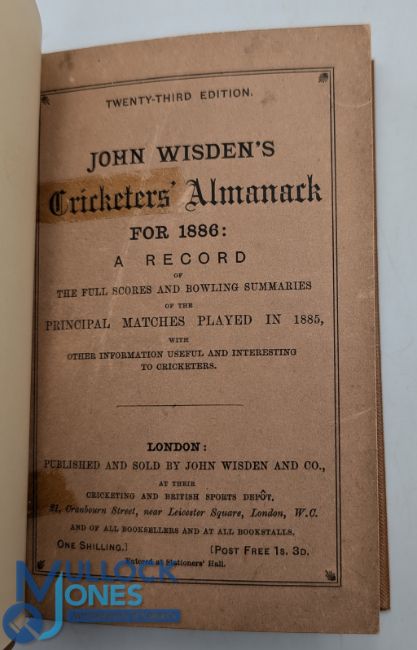 TWENTY-THIRD EDITION.
JOHN WISDEN'S
Cricketers' Almanack
FOR 1886:
A RECORD
OF
THE FULL SCORES AND BOWLING SUMMARIES
OF THE
PRINCIPAL MATCHES PLAYED IN 1885,
WITH
OTHER INFORMATION USEFUL AND INTERESTING
TO CRICKETERS.
LONDON:
PUBLISHED AND SOLD BY JOHN WISDEN AND CO.,
AT THEIR
CRICKETING AND BRITISH SPORTS DEPÔT,
21, Cranbourn Street, near Leicester Square, London, W.C.
AND OF ALL BOOKSELLERS AND AT ALL BOOKSTALLS.
ONE SHILLING.] [POST FREE 1S. 3D.
Entered at Stationers' Hall.
MULLOCK
JONES